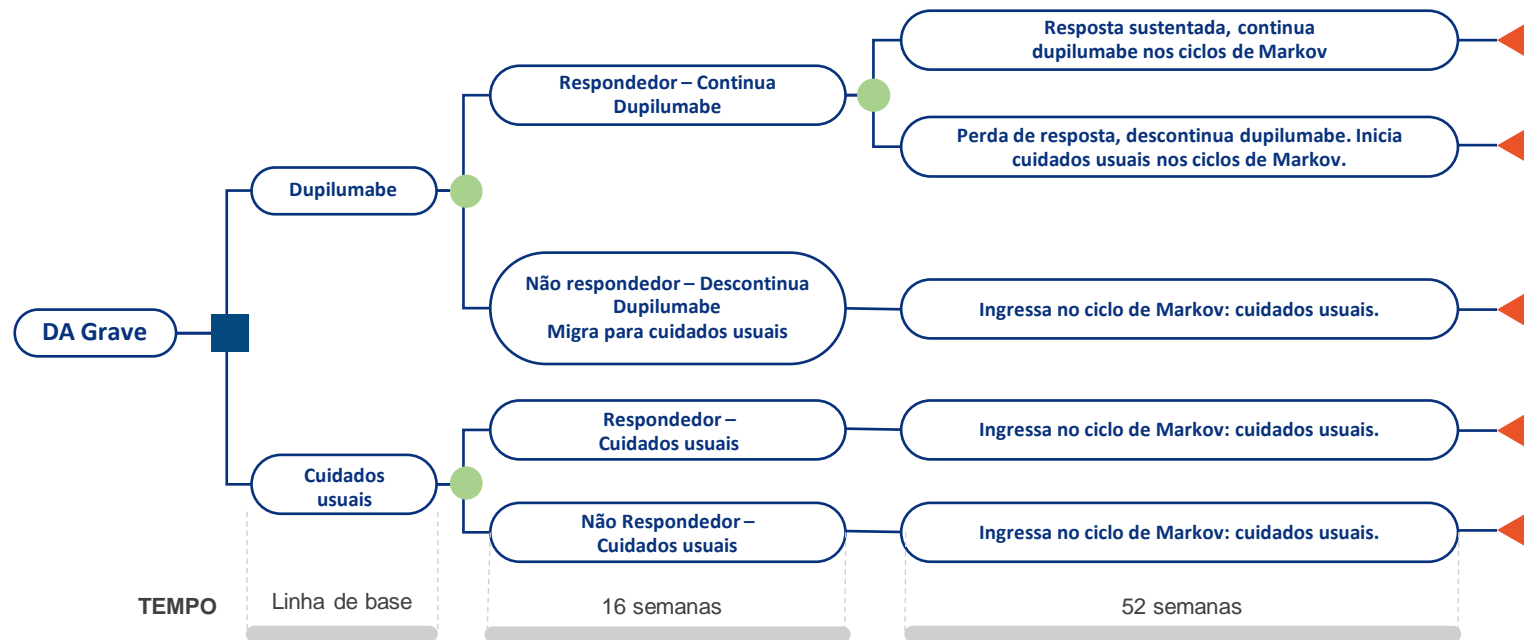 Resposta sustentada, continua
dupilumabe nos ciclos de Markov
Respondedor – Continua
Dupilumabe
Perda de resposta, descontinua dupilumabe. Inicia
cuidados usuais nos ciclos de Markov.
Dupilumabe
Não respondedor – Descontinua
Dupilumabe
Migra para cuidados usuais
Ingressa no ciclo de Markov: cuidados usuais.
DA Grave
Respondedor –
Cuidados usuais
Ingressa no ciclo de Markov: cuidados usuais.
Cuidados
usuais
Não Respondedor –
Cuidados usuais
Ingressa no ciclo de Markov: cuidados usuais.
TEMPO
Linha de base
16 semanas
52 semanas